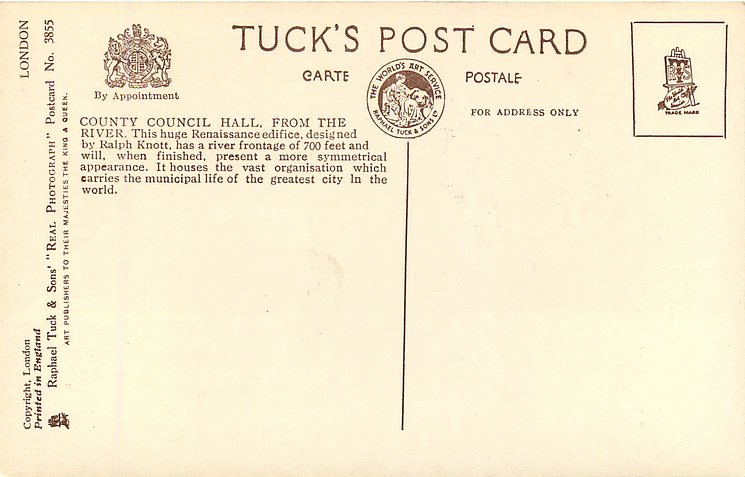 TUCK'S POST CARD
CARTE POSTALE
FOR ADDRESS ONLY
By Appointment
THE WORLD'S ART SERVICE
RAPHAEL TUCK & SONS LTD
TRADE MARK
COUNTY COUNCIL HALL, FROM THE
RIVER. This huge Renaissance edifice, designed
by Ralph Knott, has a river frontage of 700 feet and
will, when finished, present a more symmetrical
appearance. It houses the vast organisation which
carries the municipal life of the greatest city In the
world.
LONDON
Raphael Tuck & Sons' "REAL PHOTOGRAPH" Postcard No. 3855
ART PUBLISHERS TO THEIR MAJESTIES THE KING & QUEEN.
Copyright, London
Printed in England